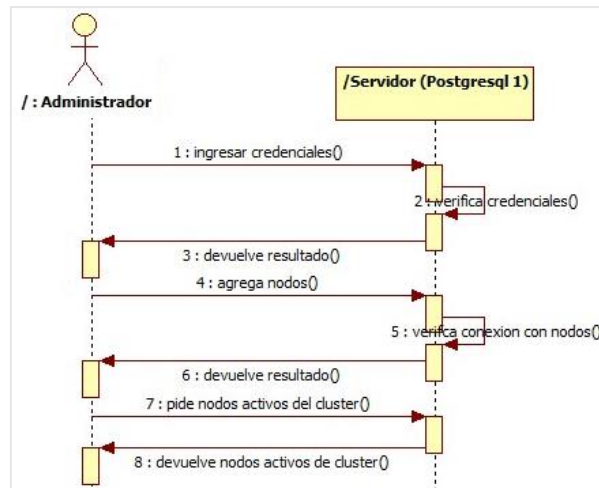 / : Administrador
/Servidor (Postgresql 1)
1 : ingresar credenciales()
2 : verifica credenciales()
3 : devuelve resultado()
4 : agrega nodos()
5 : verifca conexion con nodos()
6 : devuelve resultado()
7 : pide nodos activos del cluster()
8 : devuelve nodos activos de cluster()